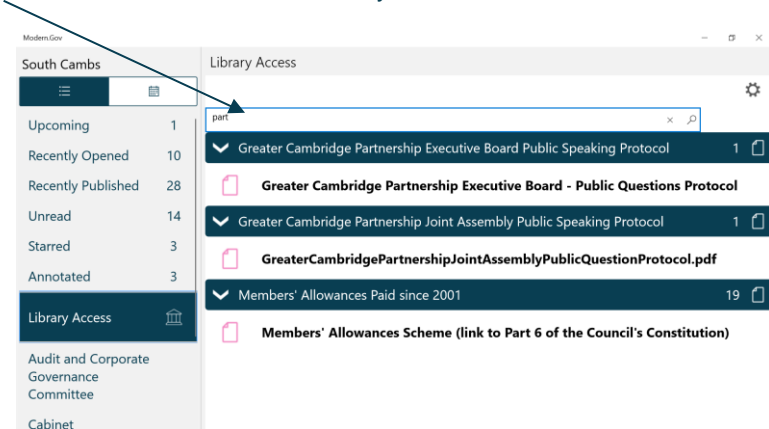 Modern.Gov
South Cambs
Library Access
part
Upcoming 1
Recently Opened 10
Recently Published 28
Unread 14
Starred 3
Annotated 3
Library Access
Audit and Corporate
Governance
Committee
Cabinet
Greater Cambridge Partnership Executive Board Public Speaking Protocol 1
Greater Cambridge Partnership Executive Board - Public Questions Protocol
Greater Cambridge Partnership Joint Assembly Public Speaking Protocol 1
GreaterCambridgePartnershipJointAssemblyPublicQuestionProtocol.pdf
Members' Allowances Paid since 2001 19
Members' Allowances Scheme (link to Part 6 of the Council's Constitution)